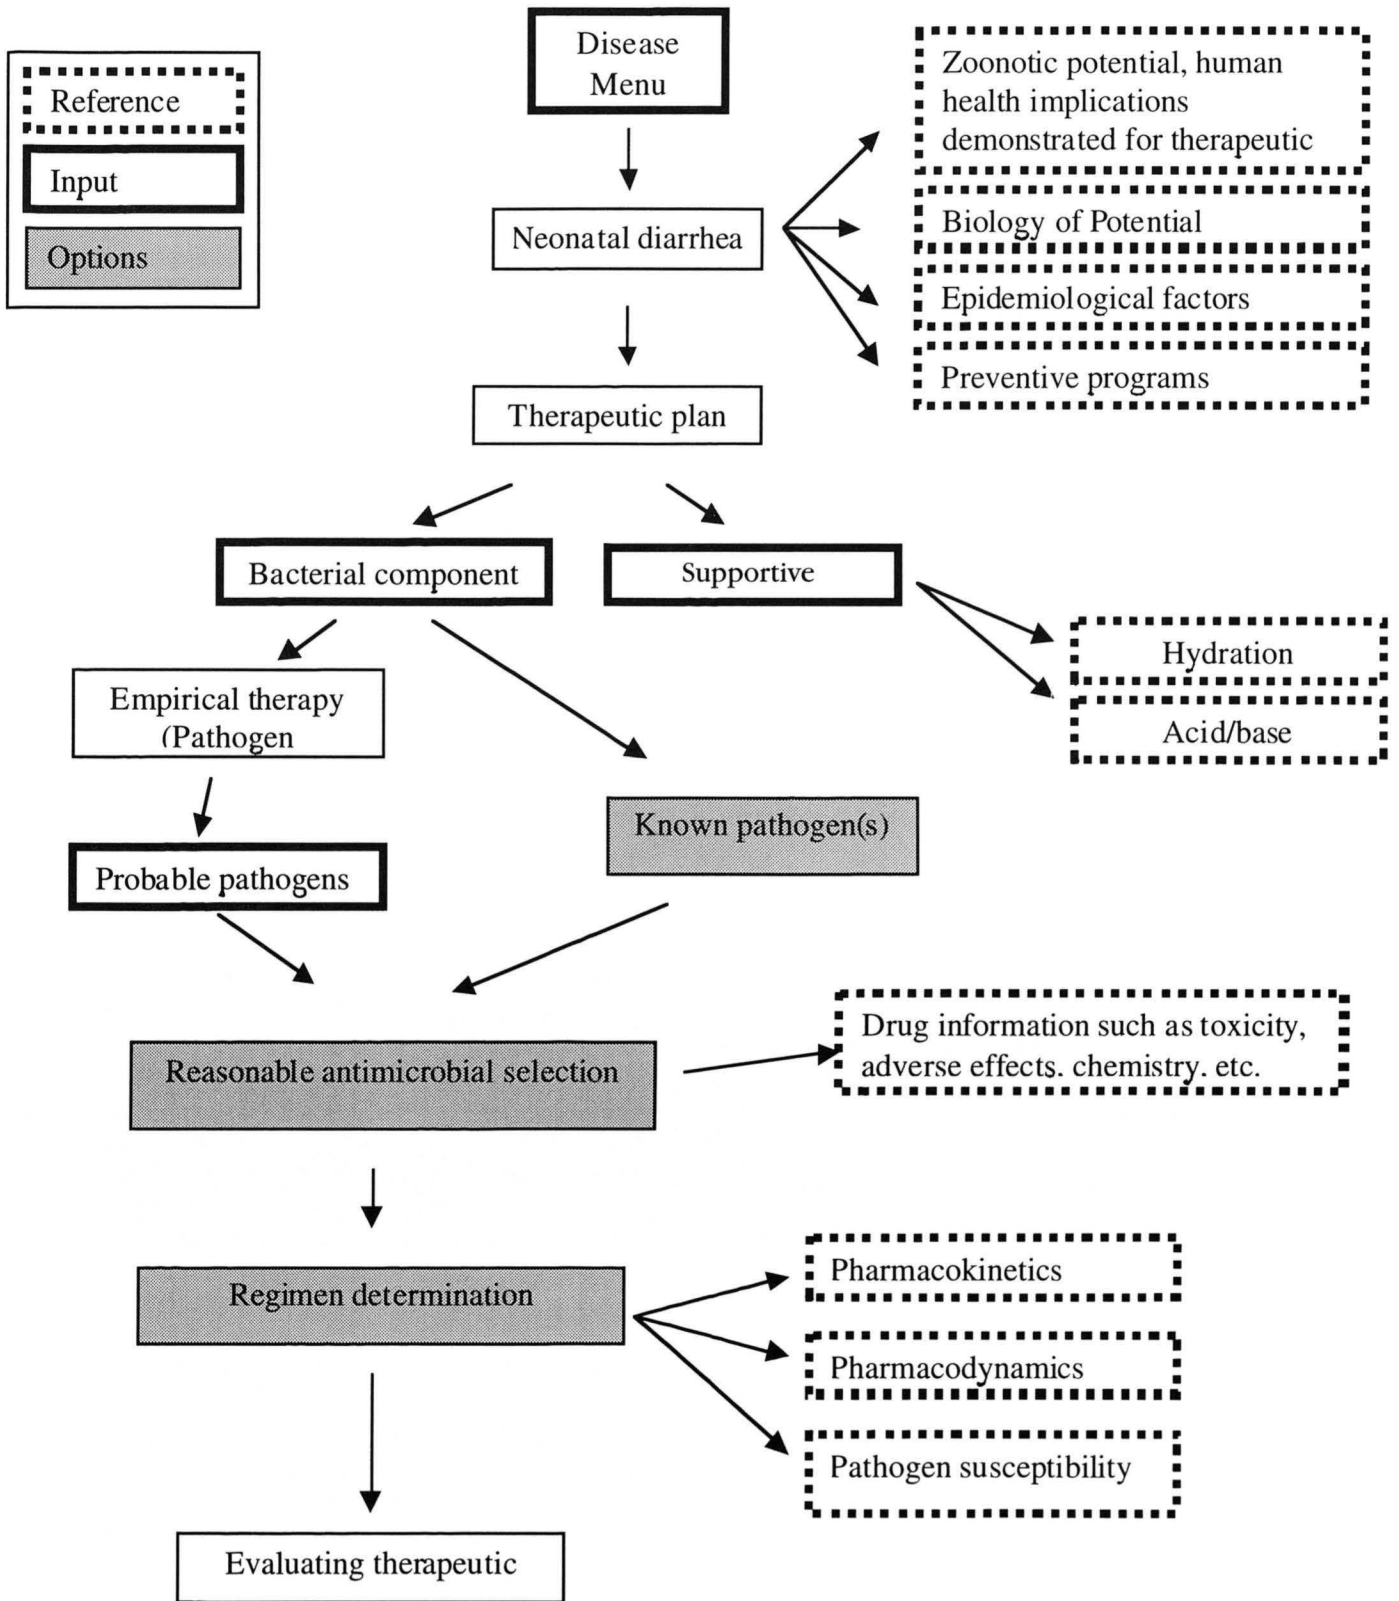 Reference
Input
Options
Disease
Menu
Zoonotic potential, human
health implications
demonstrated for therapeutic
Neonatal diarrhea
Biology of Potential
Epidemiological factors
Preventive programs
Therapeutic plan
Bacterial component
Supportive
Hydration
Acid/base
Empirical therapy
(Pathogen
Known pathogen(s)
Probable pathogens
Drug information such as toxicity,
adverse effects. chemistry. etc.
Reasonable antimicrobial selection
Regimen determination
Pharmacokinetics
Pharmacodynamics
Pathogen susceptibility
Evaluating therapeutic